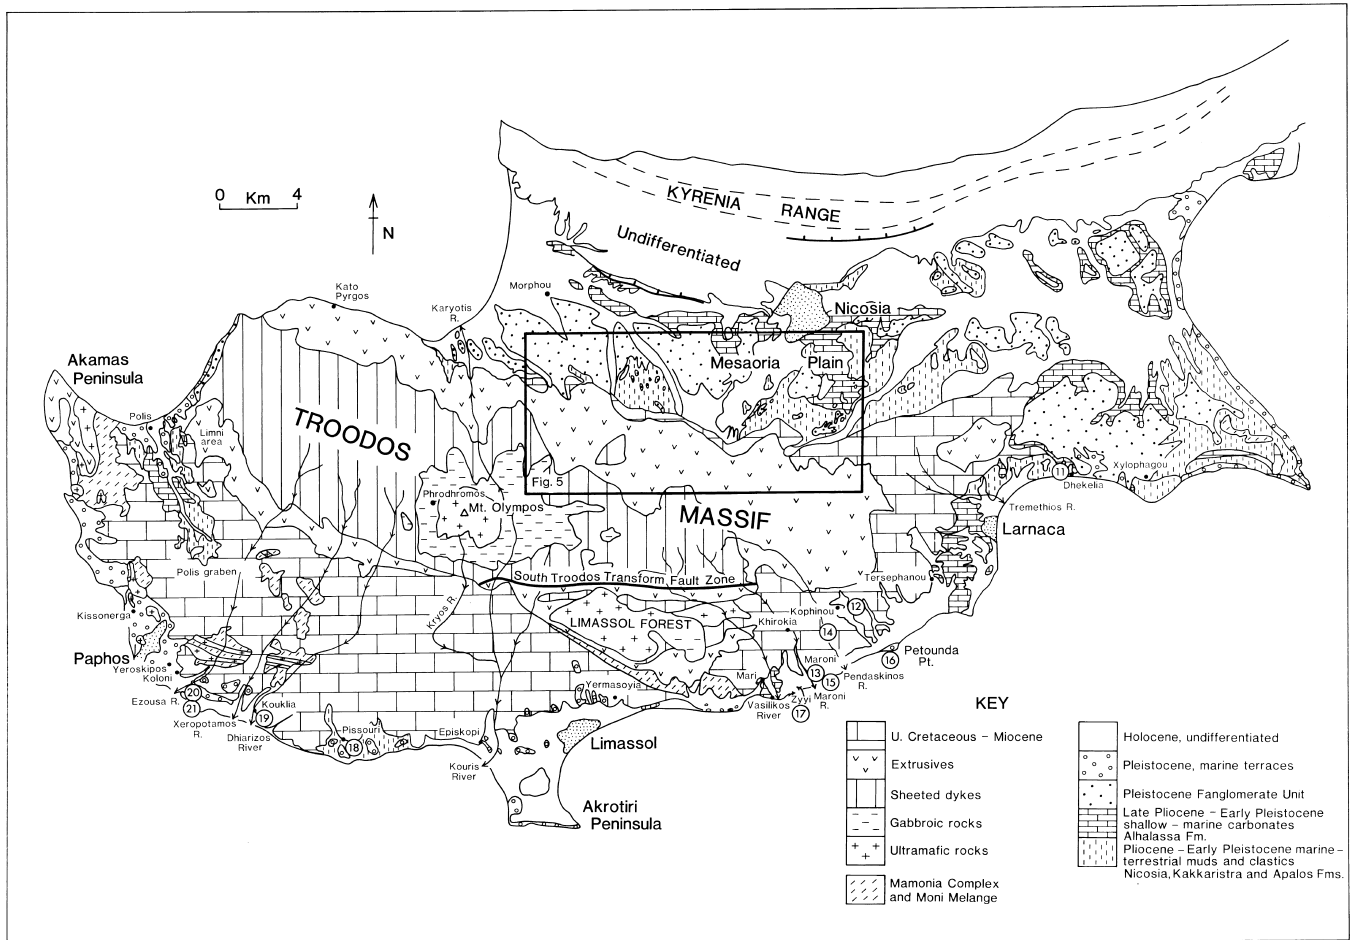 0 Km 4
N
KYRENIA RANGE
Undifferentiated
Kato
Pyrgos
Karyotis
R.
Morphou
Nicosia
Mesaoria Plain
Akamas
Peninsula
Polis
Limni
area
TROODOS
MASSIF
Fig. 5
Phrodhromos
Mt. Olympos
Xylophagou
11
Dhekelia
Tremethios R.
Larnaca
Polis graben
South Troodos Transform Fault Zone
Tersephanou
Kissonerga
Kryos R.
LIMASSOL FOREST
Kophinou
12
Khirokia
14
Paphos
Yeroskipos
Koloni
Petounda
Pt.
16
Maroni
13
15
Pendaskinos
R.
Mari
Zyyi
Maroni
R.
Vasilikos
River
17
Yermasoyia
20
Ezousa R.
21
Xeropotamos
R.
Kouklia
19
Dhiarizos
River
Pissouri
18
Episkopi
Kouris
River
Limassol
Akrotiri
Peninsula
KEY
U. Cretaceous – Miocene
Extrusives
Sheeted dykes
Gabbroic rocks
Ultramafic rocks
Mamonia Complex
and Moni Melange
Holocene, undifferentiated
Pleistocene, marine terraces
Pleistocene Fanglomerate Unit
Late Pliocene – Early Pleistocene
shallow – marine carbonates
Alhalassa Fm.
Pliocene – Early Pleistocene marine –
terrestrial muds and clastics
Nicosia, Kakkaristra and Apalos Fms.